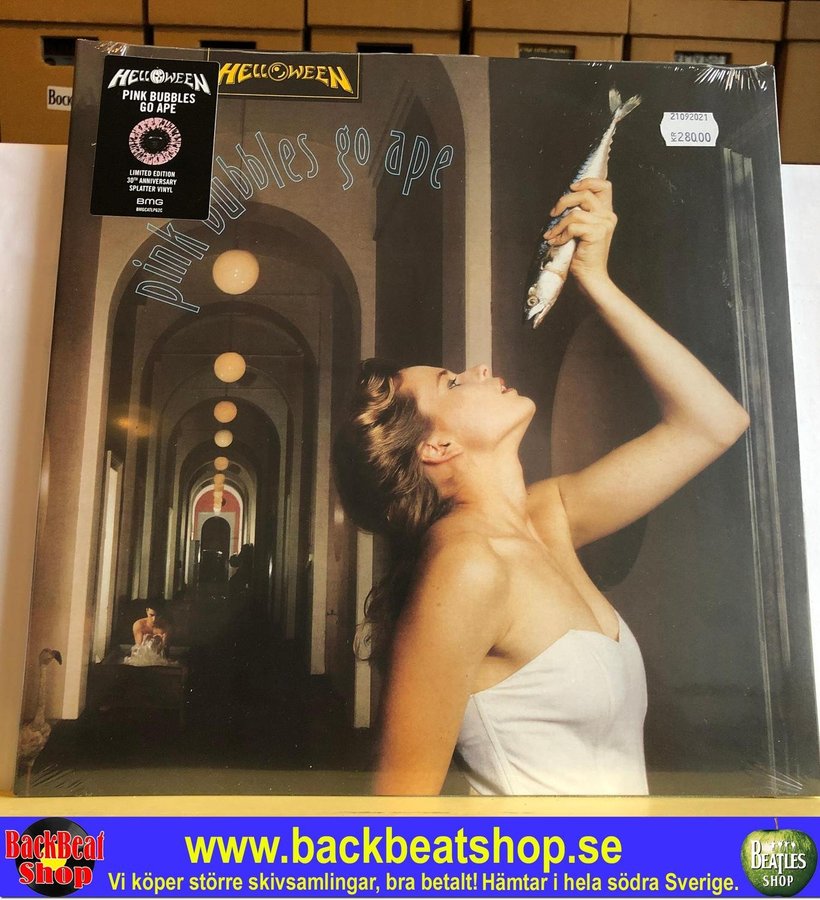 HELLOWEEN
PINK BUBBLES
GO APE
LIMITED EDITION
30TH ANNIVERSARY
SPLATTER VINYL
BMG
BMGCATLP62C
HELLOWEEN
pink bubbles go ape
21092021
280.00
BackBeat
Shop
www.backbeatshop.se
Vi köper större skivsamlingar, bra betalt! Hämtar i hela södra Sverige.
BEATLES
SHOP